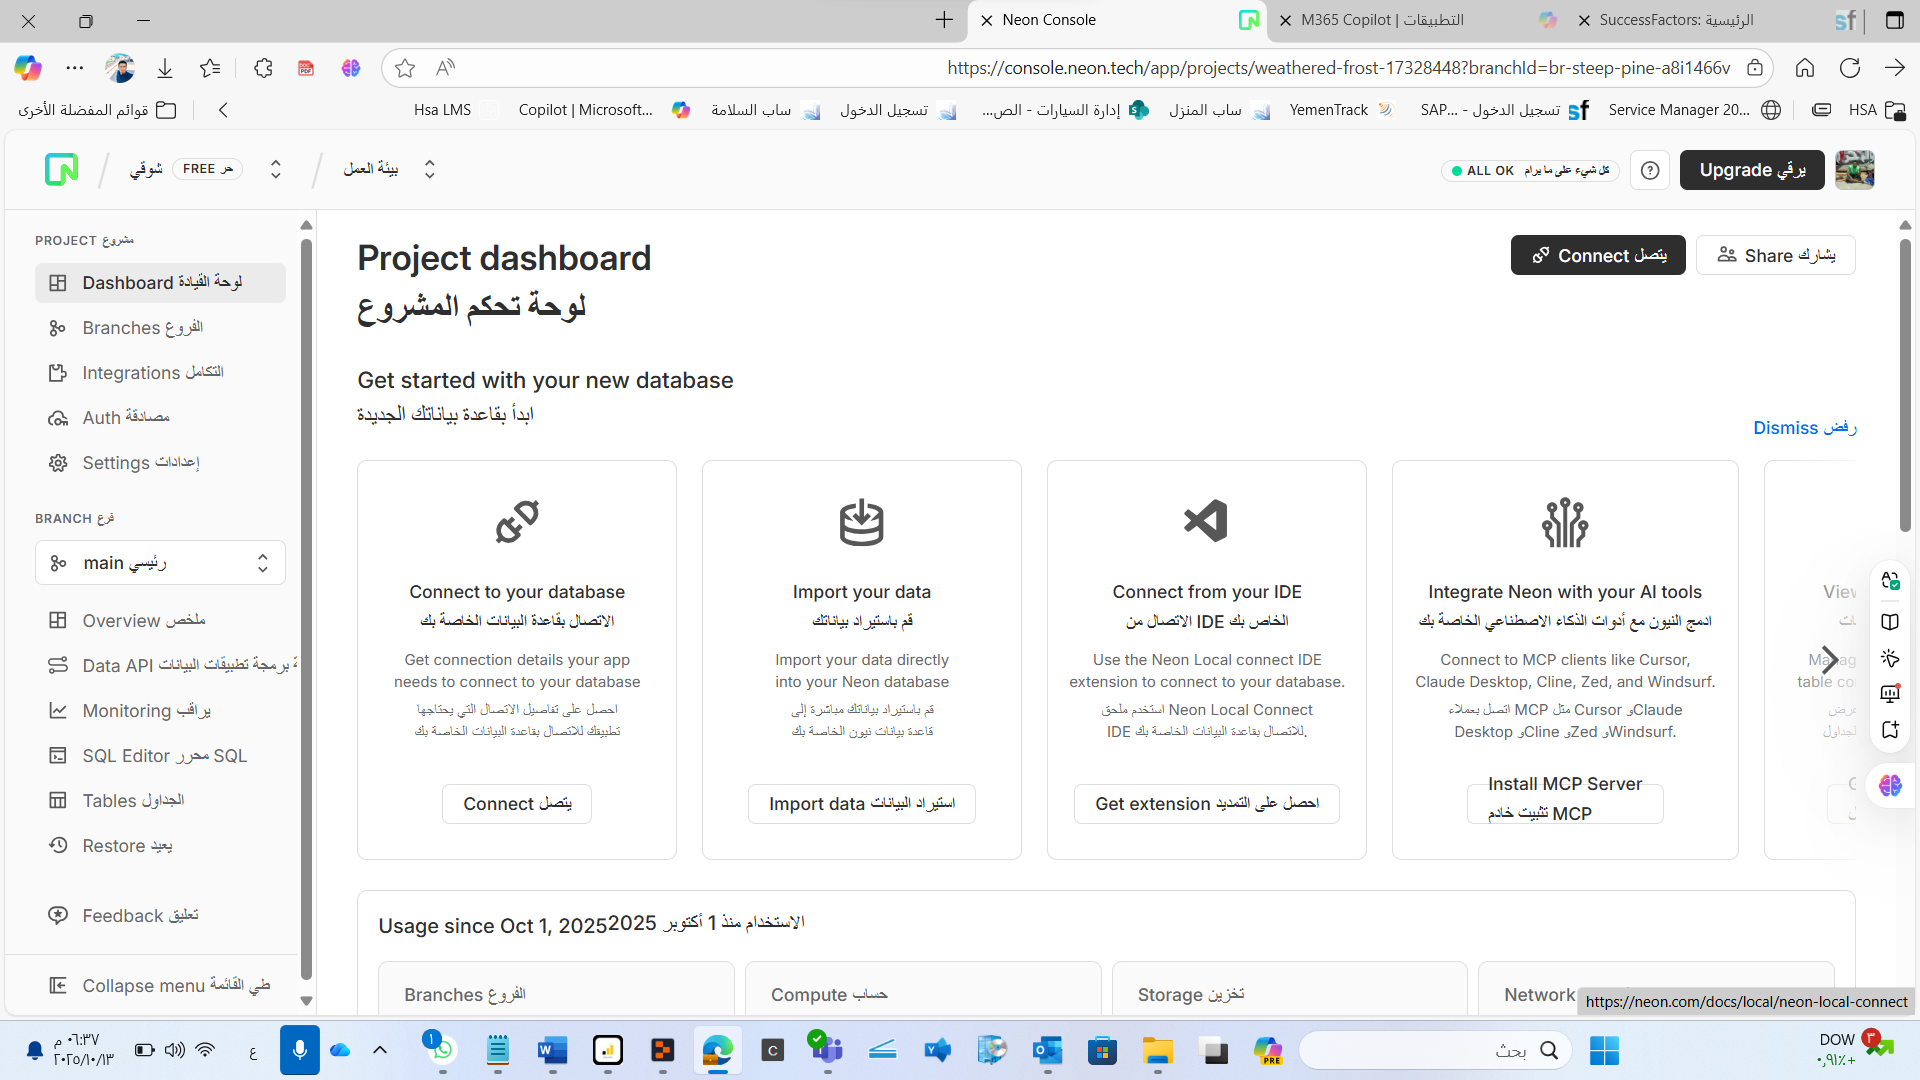 Neon Console
M365 Copilot | التطبيقات
SuccessFactors: الرئيسية
https://console.neon.tech/app/projects/weathered-frost-17328448?branchId=br-steep-pine-a8i1466v
قوائم المفضلة الأخرى
Hsa LMS
Copilot | Microsoft...
ساب السلامة
تسجيل الدخول
إدارة السيارات - الص...
ساب المنزل
YemenTrack
تسجيل الدخول - SAP...
Service Manager 20...
HSA
شوقي
FREE حر
بيئة العمل
ALL OK كل شيء على ما يرام
Upgrade يرقي
PROJECT مشروع
Dashboard لوحة القيادة
Branches الفروع
Integrations التكامل
Auth مصادقة
Settings إعدادات
BRANCH فرع
main رئيسي
Overview ملخص
Data API ة برمجة تطبيقات البيانات
Monitoring يراقب
SQL Editor محرر SQL
Tables الجداول
Restore يعيد
Feedback تعليق
Collapse menu طي القائمة
Project dashboard
لوحة تحكم المشروع
Connect يتصل
Share يشارك
Get started with your new database
ابدأ بقاعدة بياناتك الجديدة
Dismiss رفض
Connect to your database
الاتصال بقاعدة البيانات الخاصة بك
Get connection details your app
needs to connect to your database
احصل على تفاصيل الاتصال التي يحتاجها
تطبيقك للاتصال بقاعدة البيانات الخاصة بك
Connect يتصل
Import your data
قم باستيراد بياناتك
Import your data directly
into your Neon database
قم باستيراد بياناتك مباشرة إلى
قاعدة بيانات نيون الخاصة بك
Import data استيراد البيانات
Connect from your IDE
الاتصال من IDE الخاص بك
Use the Neon Local connect IDE
extension to connect to your database.
استخدم ملحق Neon Local Connect
IDE للاتصال بقاعدة البيانات الخاصة بك.
Get extension احصل على التمديد
Integrate Neon with your AI tools
ادمج النيون مع أدوات الذكاء الاصطناعي الخاصة بك
Connect to MCP clients like Cursor,
Claude Desktop, Cline, Zed, and Windsurf.
اتصل بعملاء MCP مثل Cursor وClaude
Desktop وCline وZed وWindsurf.
Install MCP Server
تثبيت خادم MCP
Usage since Oct 1, 2025 الاستخدام منذ 1 أكتوبر 2025
Branches الفروع
Compute حساب
Storage تخزين
Network
https://neon.com/docs/local/neon-local-connect
٠٦:٣٧ م
٢٠٢٥/١٠/١٣
ع
بحث
DOW
+٠,٩١٪
٣
١
PRE